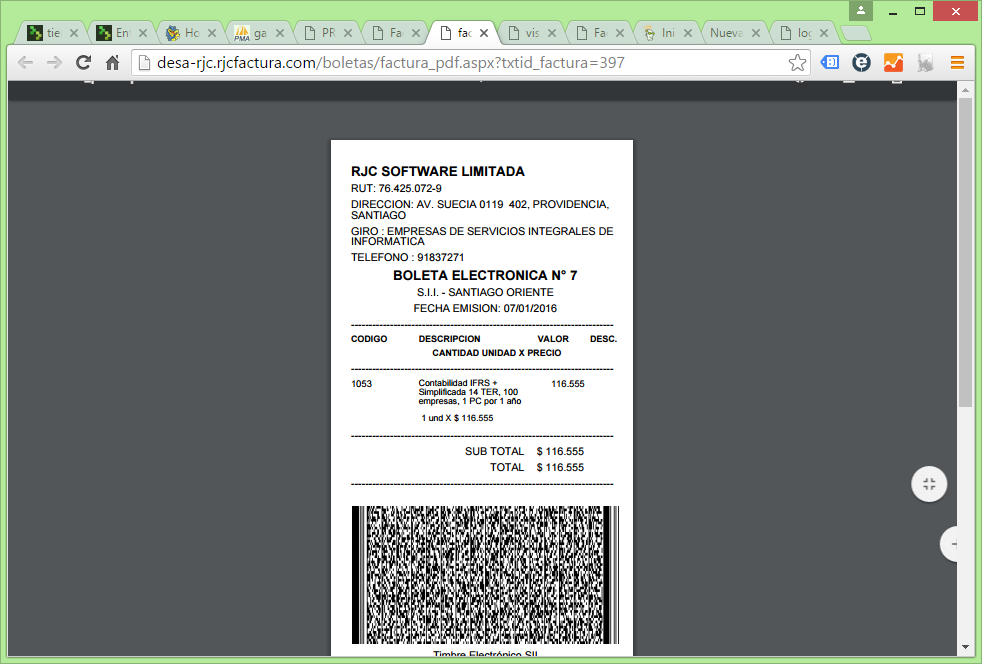 tie
En
Ho
PMA
ga
PR
Fa
fac
vis
Fa
Ini
Nueva
log
desa-rjc.rjcfactura.com/boletas/factura_pdf.aspx?txtid_factura=397
RJC SOFTWARE LIMITADA
RUT: 76.425.072-9
DIRECCION: AV. SUECIA 0119 402, PROVIDENCIA,
SANTIAGO
GIRO : EMPRESAS DE SERVICIOS INTEGRALES DE
INFORMATICA
TELEFONO : 91837271
BOLETA ELECTRONICA N° 7
S.I.I. - SANTIAGO ORIENTE
FECHA EMISION: 07/01/2016
CODIGO DESCRIPCION VALOR DESC.
CANTIDAD UNIDAD X PRECIO
1053 Contabilidad IFRS + 116.555
Simplificada 14 TER, 100
empresas, 1 PC por 1 año
1 und X $ 116.555
SUB TOTAL $ 116.555
TOTAL $ 116.555
Timbre Electrónico SII